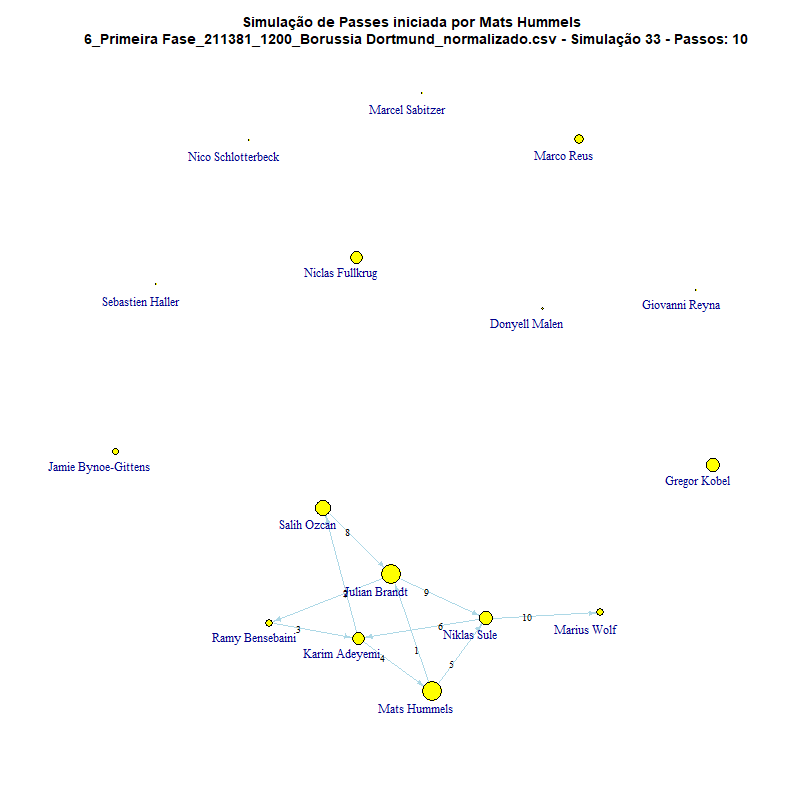 Simulação de Passes iniciada por Mats Hummels
6_Primeira Fase_211381_1200_Borussia Dortmund_normalizado.csv - Simulação 33 - Passos: 10
Marcel Sabitzer
Nico Schlotterbeck
Marco Reus
Niclas Fullkrug
Sebastien Haller
Giovanni Reyna
Donyell Malen
Jamie Bynoe-Gittens
Gregor Kobel
Salih Ozcan
8
Julian Brandt
9
10
6
3
Marius Wolf
Ramy Bensebaini
Niklas Sule
Karim Adeyemi
4
1
5
Mats Hummels